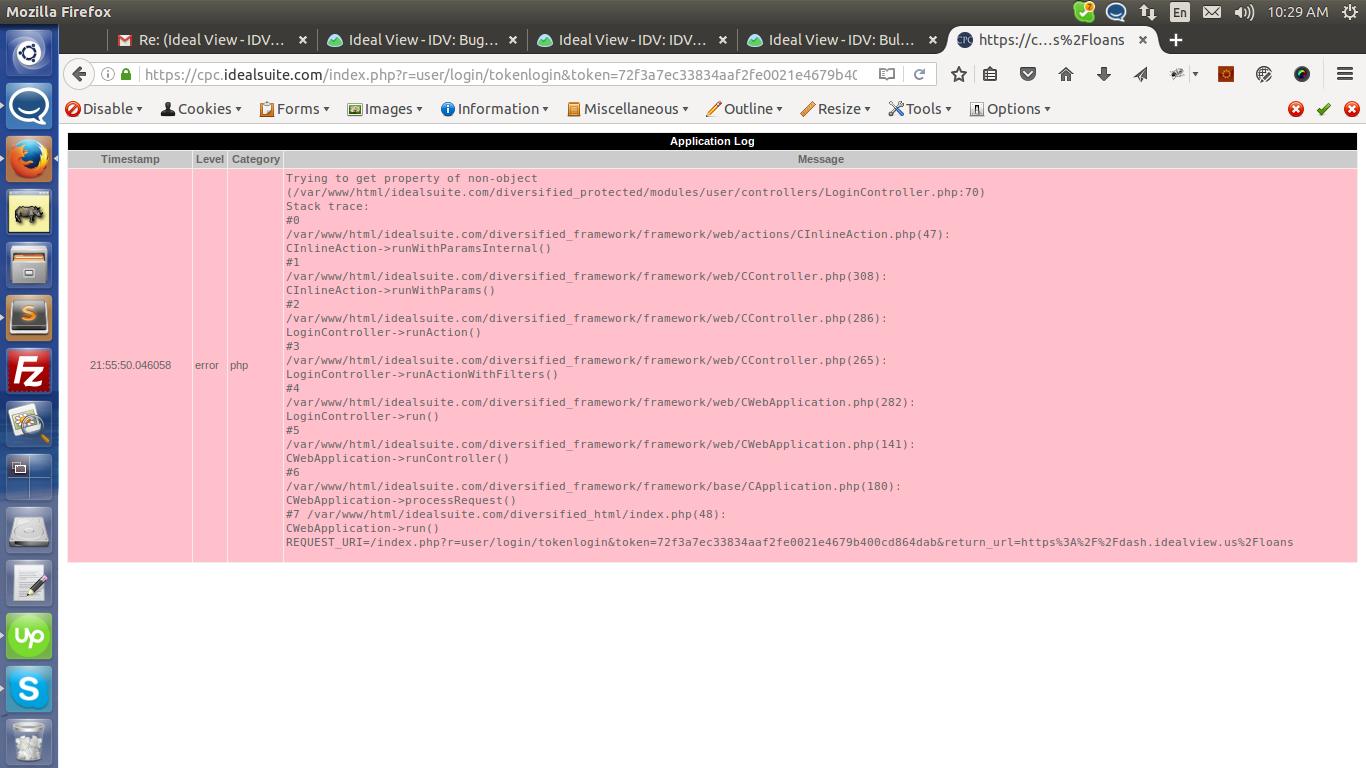 Mozilla Firefox
2
En
10:29 AM
Re: (Ideal View - IDV...
Ideal View - IDV: Bug...
Ideal View - IDV: IDV...
Ideal View - IDV: Bul...
CPC
https://c...s%2Floans
https://cpc.idealsuite.com/index.php?r=user/login/tokenlogin&token=72f3a7ec33834aaf2fe0021e4679b40
Disable
Cookies
Forms
Images
Information
Miscellaneous
Outline
Resize
Tools
Options
Application Log
Timestamp Level Category Message
21:55:50.046058 error php
Trying to get property of non-object
(/var/www/html/idealsuite.com/diversified_protected/modules/user/controllers/LoginController.php:70)
Stack trace:
#0
/var/www/html/idealsuite.com/diversified_framework/framework/web/actions/CInlineAction.php(47):
CInlineAction->runWithParamsInternal()
#1
/var/www/html/idealsuite.com/diversified_framework/framework/web/CController.php(308):
CInlineAction->runWithParams()
#2
/var/www/html/idealsuite.com/diversified_framework/framework/web/CController.php(286):
LoginController->runAction()
#3
/var/www/html/idealsuite.com/diversified_framework/framework/web/CController.php(265):
LoginController->runActionWithFilters()
#4
/var/www/html/idealsuite.com/diversified_framework/framework/web/CWebApplication.php(282):
LoginController->run()
#5
/var/www/html/idealsuite.com/diversified_framework/framework/web/CWebApplication.php(141):
CWebApplication->runController()
#6
/var/www/html/idealsuite.com/diversified_framework/framework/base/CApplication.php(180):
CWebApplication->processRequest()
#7 /var/www/html/idealsuite.com/diversified_html/index.php(48):
CWebApplication->run()
REQUEST_URI=/index.php?r=user/login/tokenlogin&token=72f3a7ec33834aaf2fe0021e4679b400cd864dab&return_url=https%3A%2F%2Fdash.idealview.us%2Floans
S
Fz
Up
S